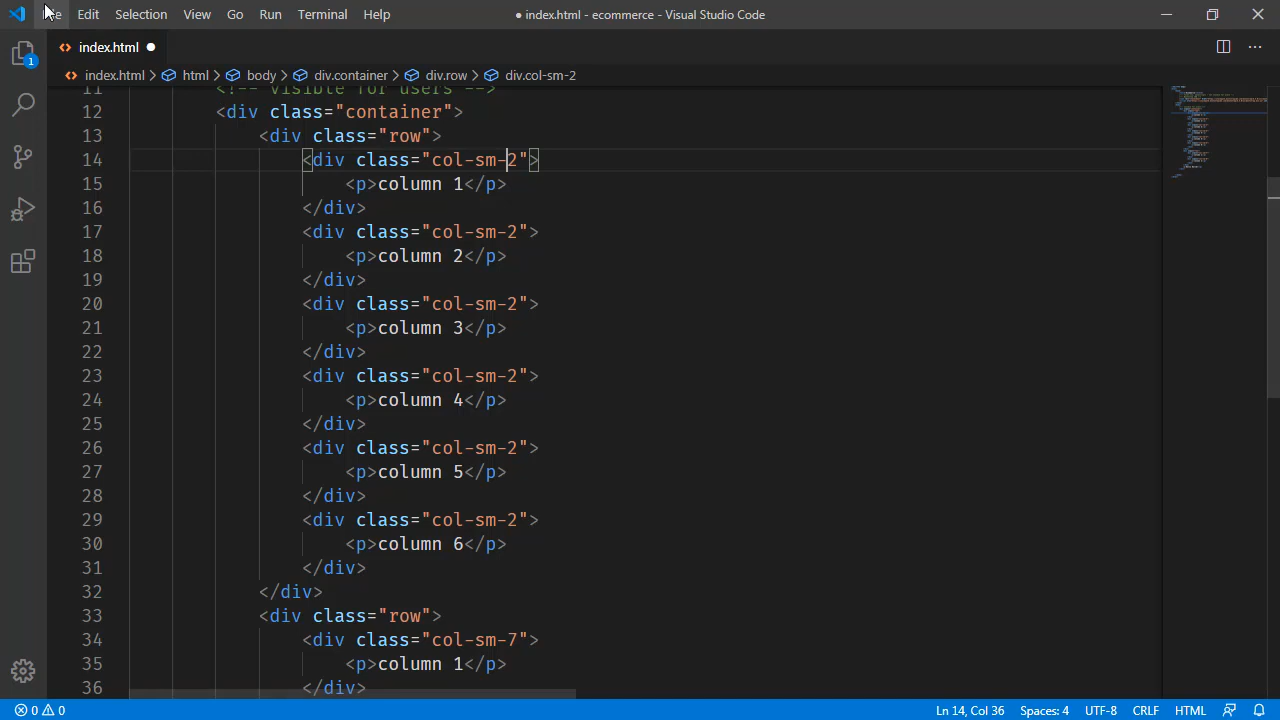 File Edit Selection View Go Run Terminal Help ● index.html - ecommerce - Visual Studio Code
index.html
index.html > html > body > div.container > div.row > div.col-sm-2
1
11 <!-- visible for users -->
12 <div class="container">
13 <div class="row">
14 <div class="col-sm-2">
15 <p>column 1</p>
16 </div>
17 <div class="col-sm-2">
18 <p>column 2</p>
19 </div>
20 <div class="col-sm-2">
21 <p>column 3</p>
22 </div>
23 <div class="col-sm-2">
24 <p>column 4</p>
25 </div>
26 <div class="col-sm-2">
27 <p>column 5</p>
28 </div>
29 <div class="col-sm-2">
30 <p>column 6</p>
31 </div>
32 </div>
33 <div class="row">
34 <div class="col-sm-7">
35 <p>column 1</p>
36 </div>
0 0 Ln 14, Col 36 Spaces: 4 UTF-8 CRLF HTML